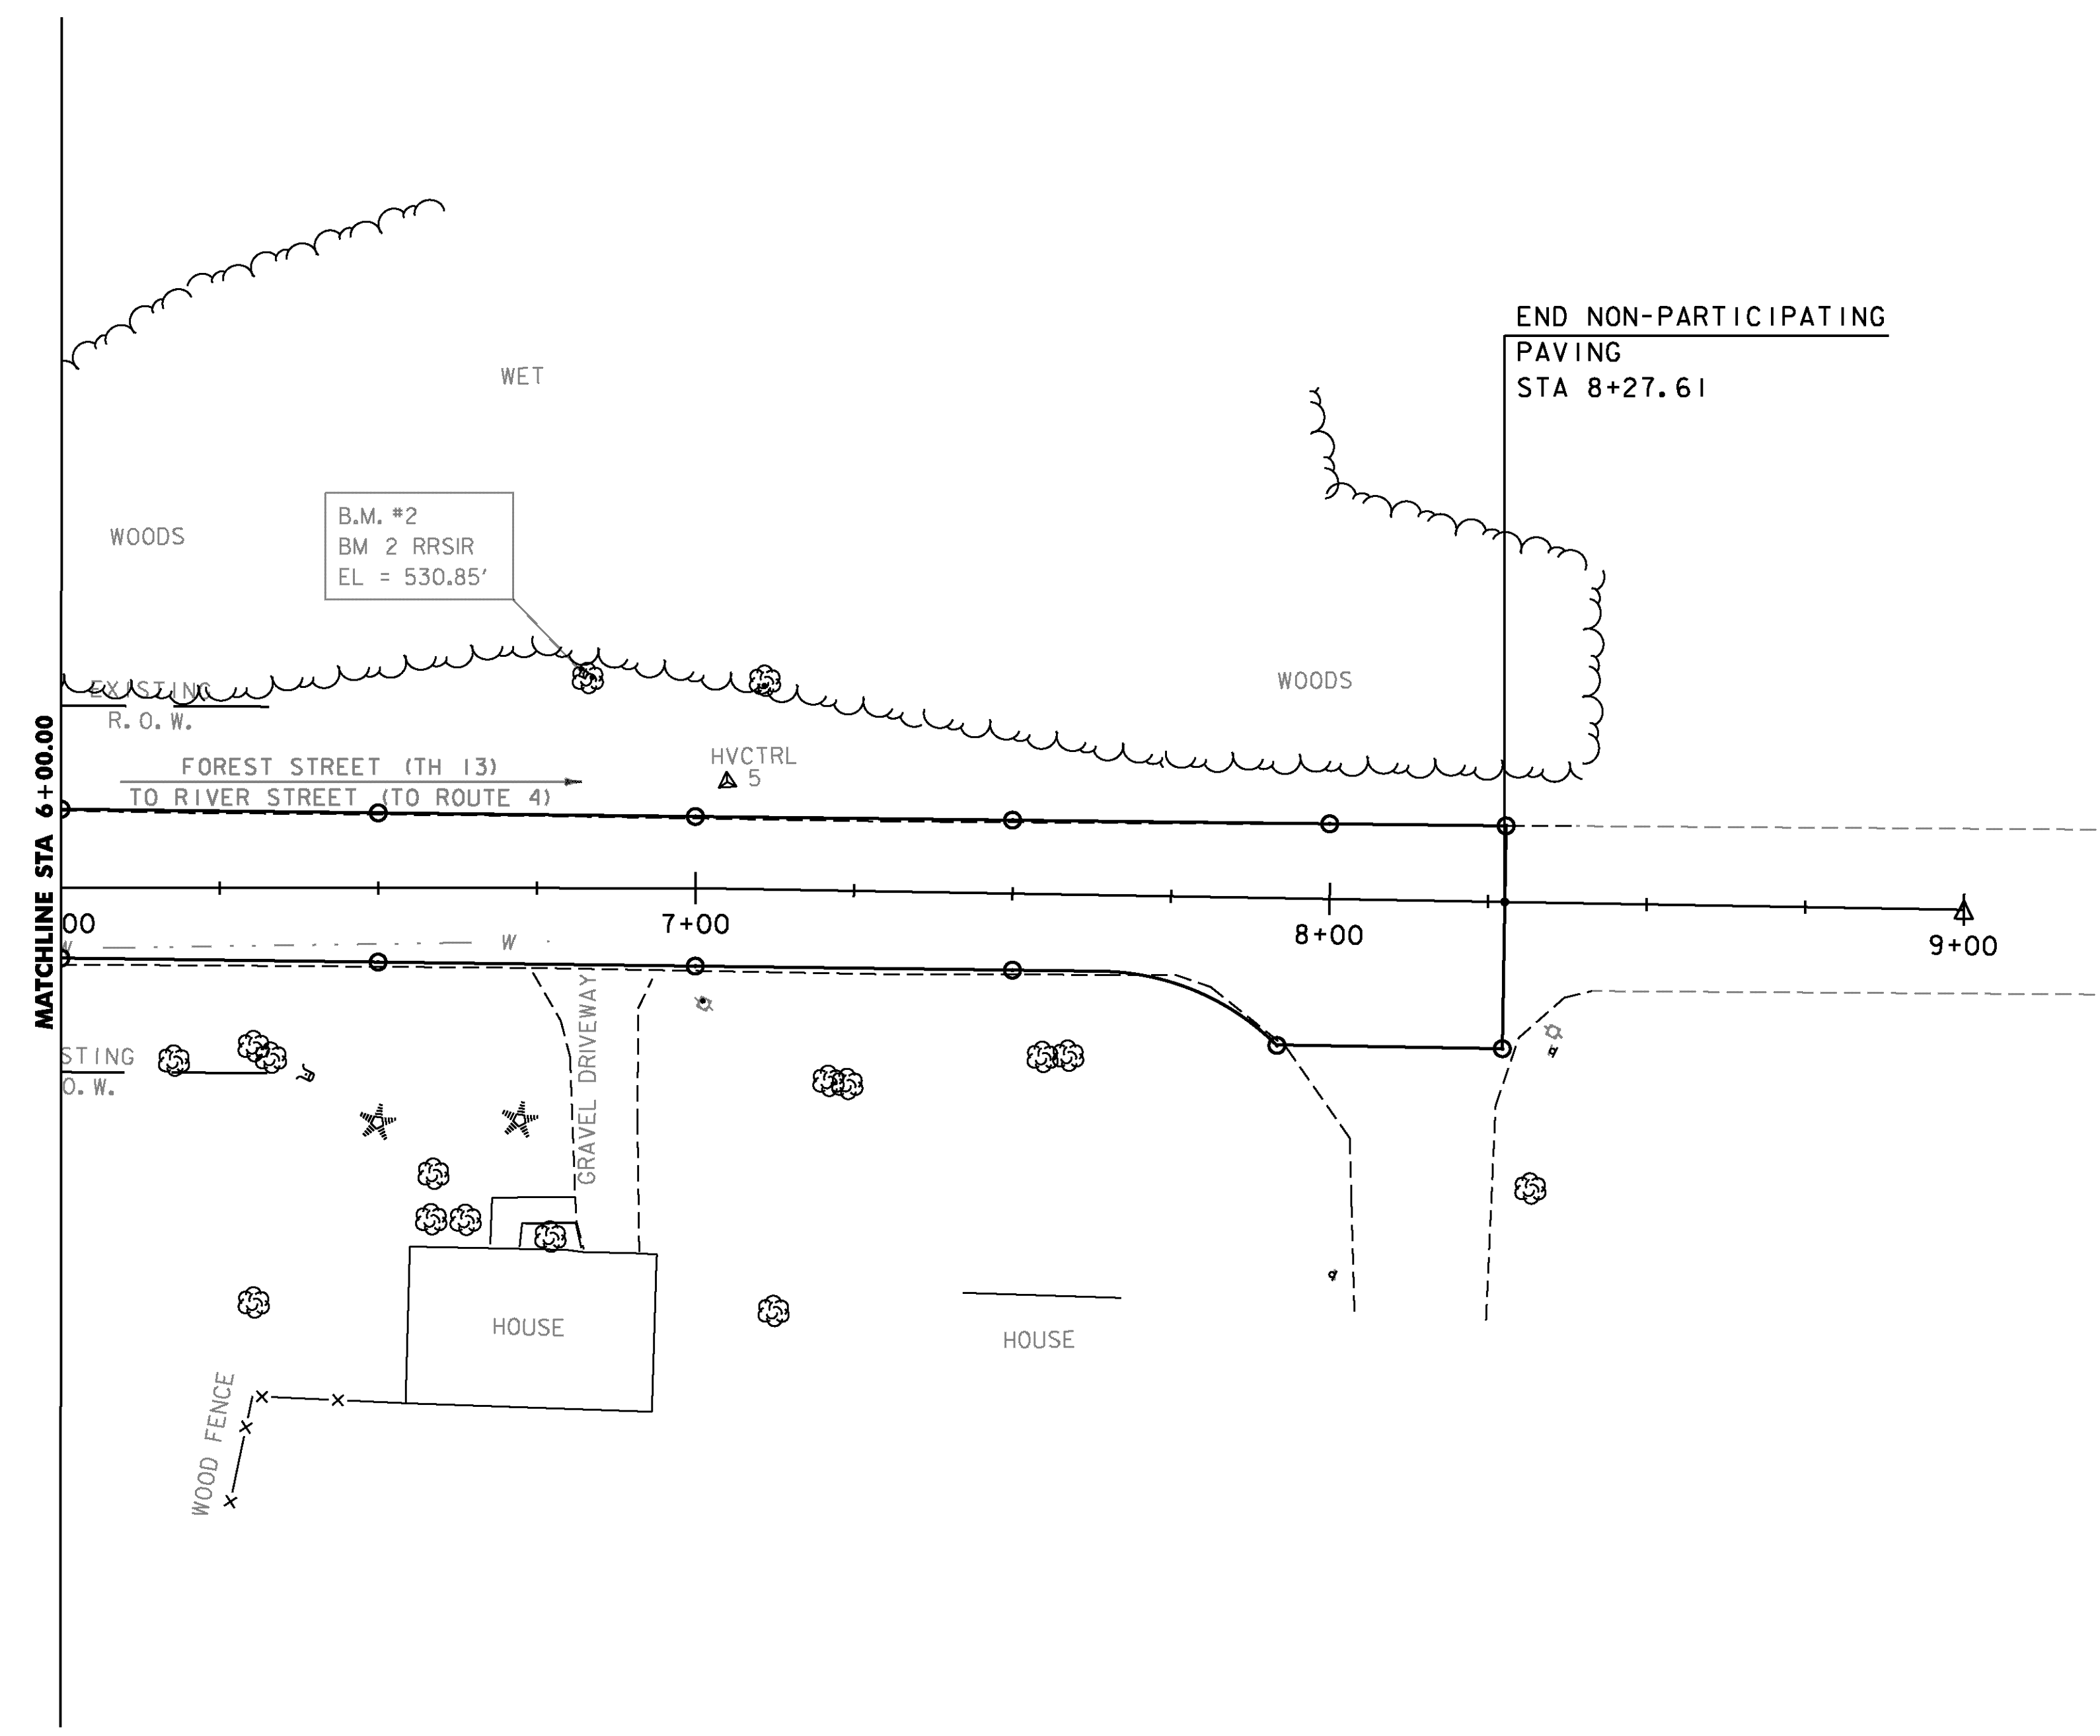 END NON-PARTICIPATING
PAVING
STA 8+27.61
WET
B.M. #2
BM 2 RRSIR
EL = 530.85'
WOODS
WOODS
EXISTING
R.O.W.
HVCTRL
5
FOREST STREET (TH 13)
TO RIVER STREET (TO ROUTE 4)
MATCHLINE STA 6+00.00
00
7+00
8+00
9+00
W
W
GRAVEL DRIVEWAY
STING
O.W.
HOUSE
HOUSE
WOOD FENCE